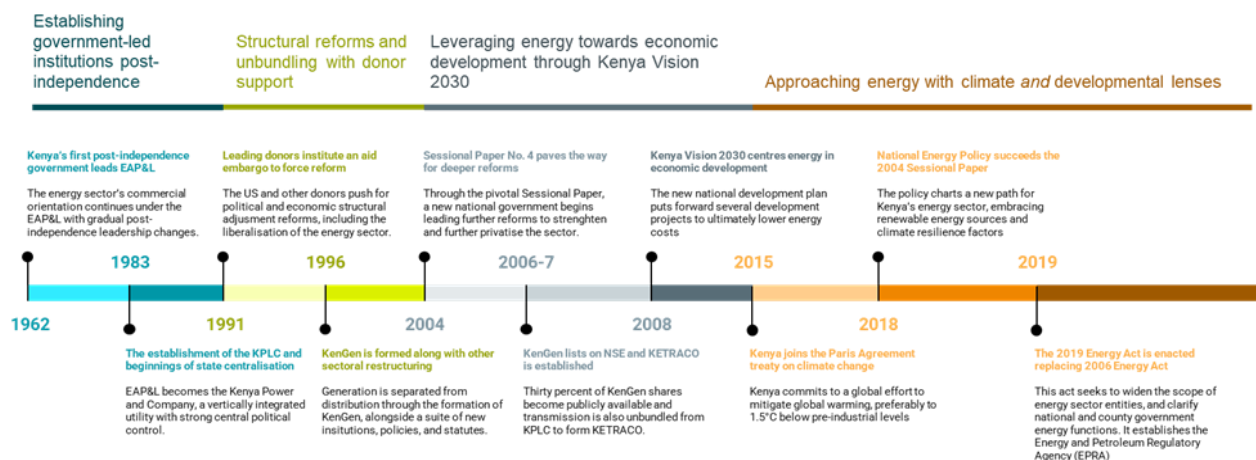 Establishing
government-led
institutions post-
independence
Structural reforms and
unbundling with donor
support
Leveraging energy towards economic
development through Kenya Vision
2030
Approaching energy with climate and developmental lenses
Kenya's first post-independence
government leads EAP&L
The energy sector's commercial
orientation continues under the
EAP&L with gradual post-
independence leadership changes.
Leading donors institute an aid
embargo to force reform
The US and other donors push for
political and economic structural
adjusment reforms, including the
liberalisation of the energy sector.
Sessional Paper No. 4 paves the way
for deeper reforms
Through the pivotal Sessional Paper,
a new national government begins
leading further reforms to strenghten
and further privatise the sector.
Kenya Vision 2030 centres energy in
economic development
The new national development plan
puts forward several development
projects to ultimately lower energy
costs
National Energy Policy succeeds the
2004 Sessional Paper
The policy charts a new path for
Kenya's energy sector, embracing
renewable energy sources and
climate resilience factors
1983
1996
2006-7
2015
2019
1962
1991
2004
2008
2018
The establishment of the KPLC and
beginnings of state centralisation
EAP&L becomes the Kenya Power
and Company, a vertically integrated
utility with strong central political
control.
KenGen is formed along with other
sectoral restructuring
Generation is separated from
distribution through the formation of
KenGen, alongside a suite of new
insitutions, policies, and statutes.
KenGen lists on NSE and KETRACO
is established
Thirty percent of KenGen shares
become publicly available and
transmission is also unbundled from
KPLC to form KETRACO.
Kenya joins the Paris Agreement
treaty on climate change
Kenya commits to a global effort to
mitigate global warming, preferably to
1.5°C below pre-industrial levels
The 2019 Energy Act is enacted
replacing 2006 Energy Act
This act seeks to widen the scope of
energy sector entities, and clarify
national and county government
energy functions. It establishes the
Energy and Petroleum Regulatory
Agency (EPRA)